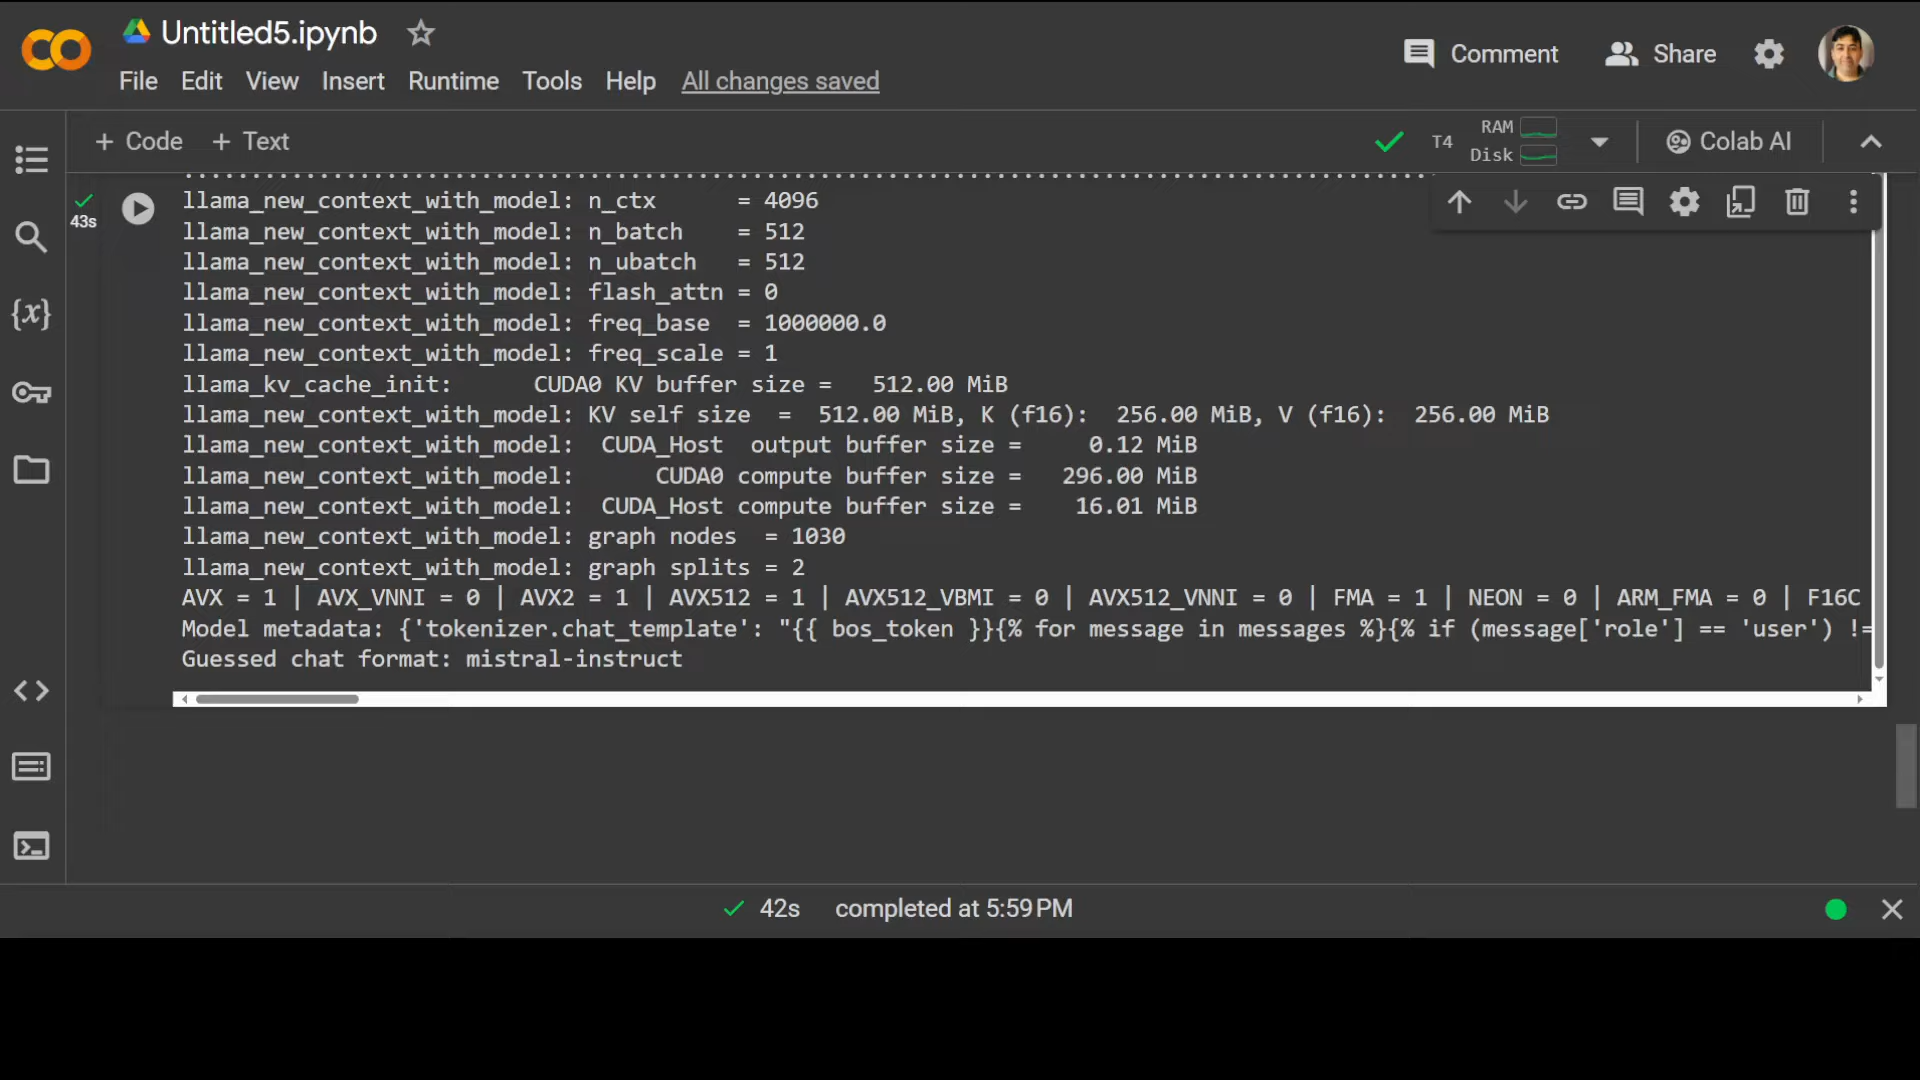 Untitled5.ipynb
Comment
Share
File Edit View Insert Runtime Tools Help All changes saved
+ Code + Text
T4
RAM
Disk
Colab AI
43s
llama_new_context_with_model: n_ctx      = 4096
llama_new_context_with_model: n_batch    = 512
llama_new_context_with_model: n_ubatch   = 512
llama_new_context_with_model: flash_attn = 0
llama_new_context_with_model: freq_base  = 1000000.0
llama_new_context_with_model: freq_scale = 1
llama_kv_cache_init:      CUDA0 KV buffer size =   512.00 MiB
llama_new_context_with_model: KV self size  =  512.00 MiB, K (f16):  256.00 MiB, V (f16):  256.00 MiB
llama_new_context_with_model:  CUDA_Host  output buffer size =     0.12 MiB
llama_new_context_with_model:      CUDA0 compute buffer size =   296.00 MiB
llama_new_context_with_model:  CUDA_Host compute buffer size =    16.01 MiB
llama_new_context_with_model: graph nodes  = 1030
llama_new_context_with_model: graph splits = 2
AVX = 1 | AVX_VNNI = 0 | AVX2 = 1 | AVX512 = 1 | AVX512_VBMI = 0 | AVX512_VNNI = 0 | FMA = 1 | NEON = 0 | ARM_FMA = 0 | F16C
Model metadata: {'tokenizer.chat_template': "{{ bos_token }}{% for message in messages %}{% if (message['role'] == 'user') !=
Guessed chat format: mistral-instruct
42s completed at 5:59 PM